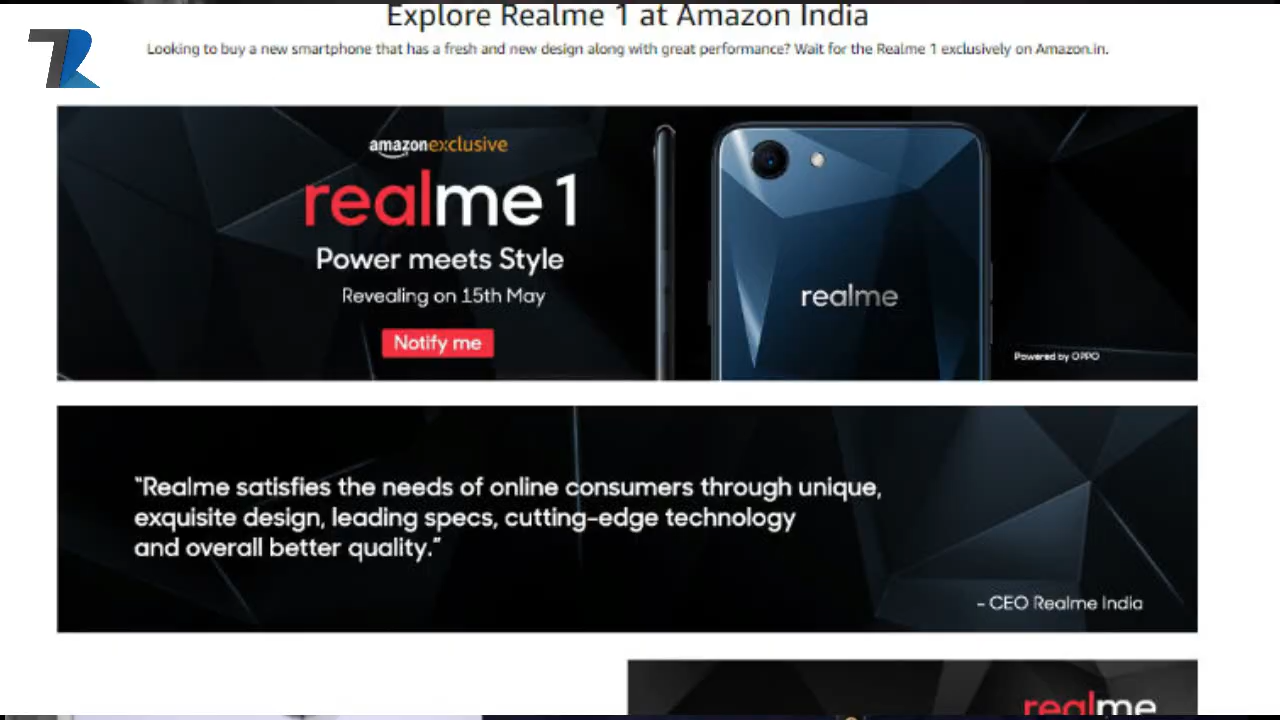 Explore Realme 1 at Amazon India
Looking to buy a new smartphone that has a fresh and new design along with great performance? Wait for the Realme 1 exclusively on Amazon.in.
TR
amazonexclusive
realme 1
Power meets Style
Revealing on 15th May
Notify me
realme
Powered by OPPO
"Realme satisfies the needs of online consumers through unique,
exquisite design, leading specs, cutting-edge technology
and overall better quality."
- CEO Realme India
realme